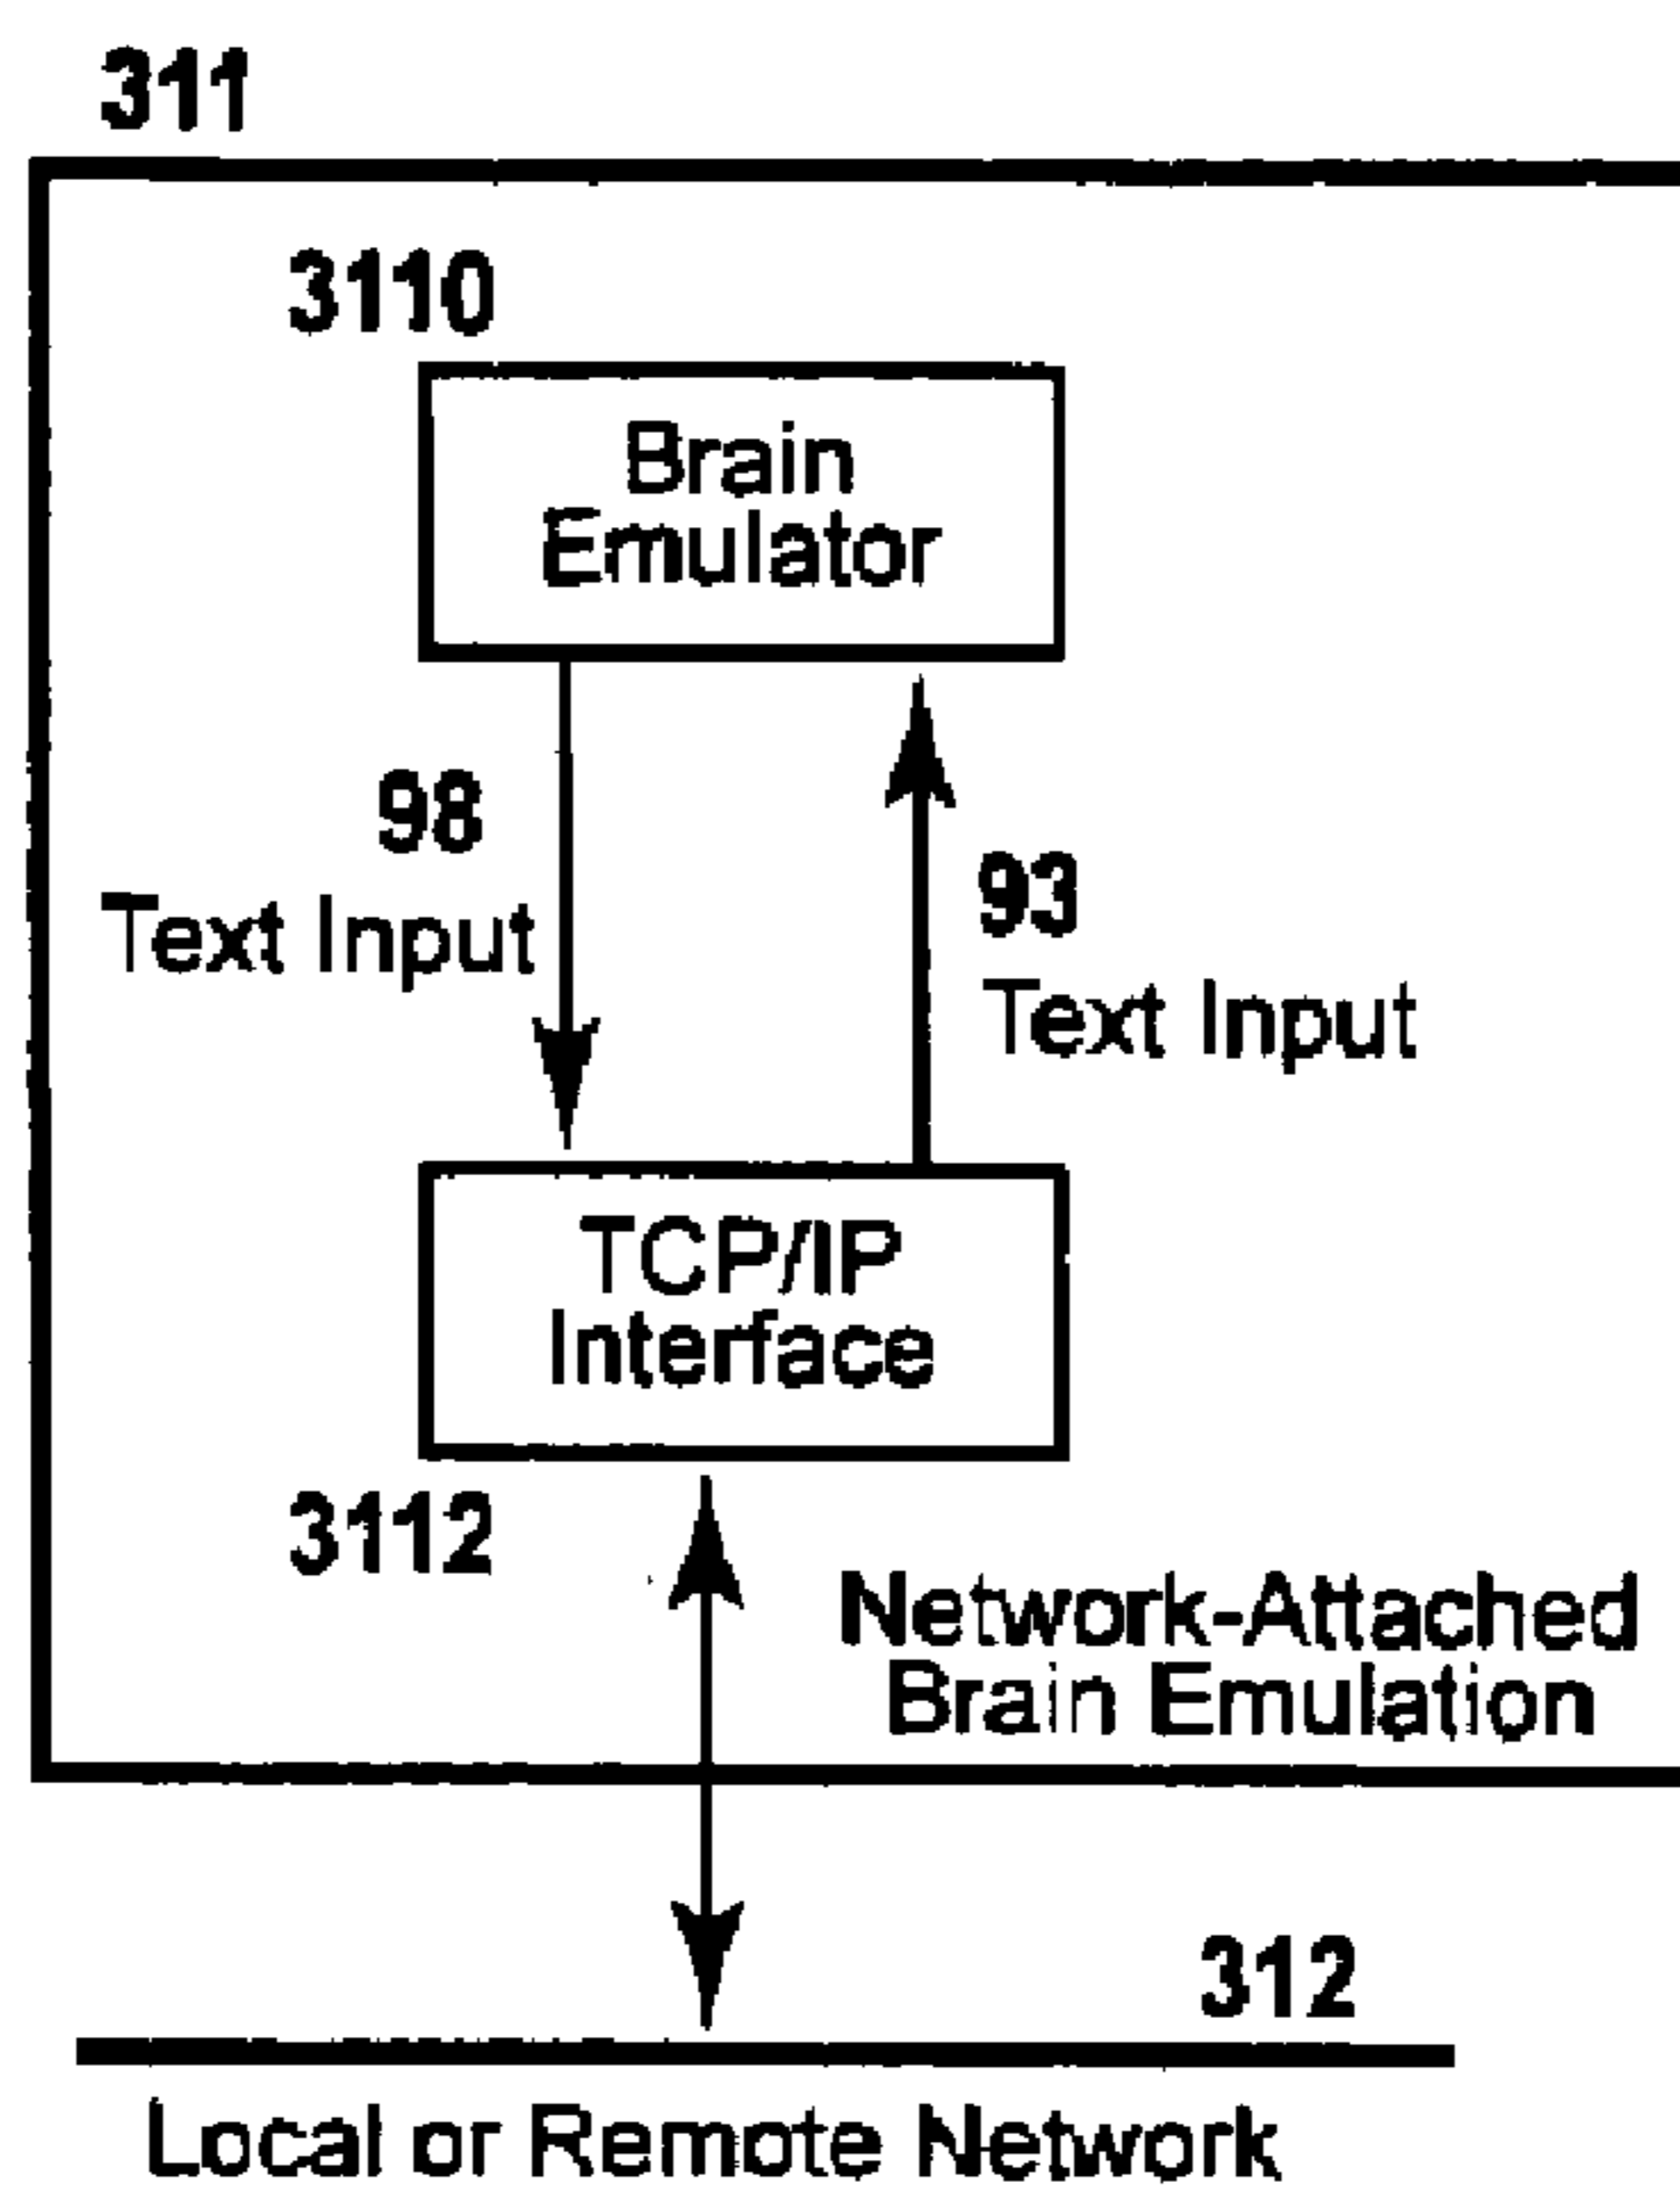 311
3110
Brain
Emulator
98
Text Input
93
Text Input
TCP/IP
Interface
3112
Network-Attached
Brain Emulation
312
Local or Remote Network